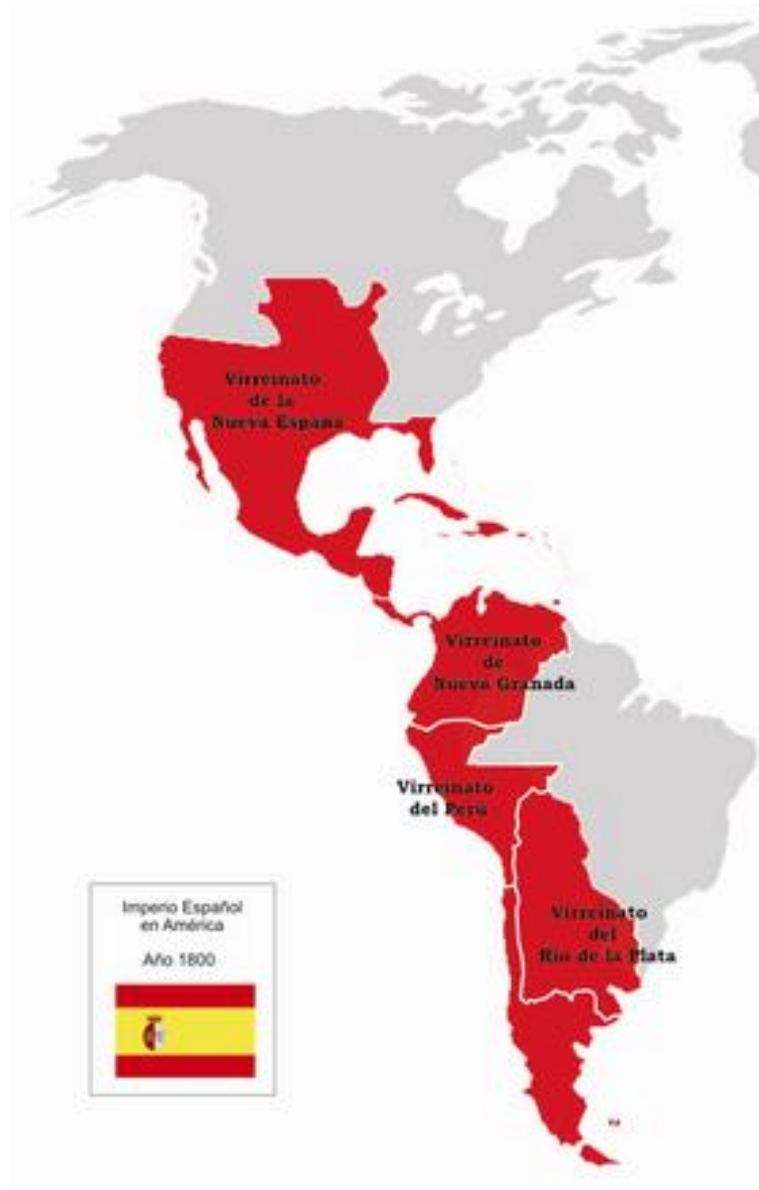 Virreinato
de la
Nueva España
Virreinato
de
Nueva Granada
Virreinato
del Perú
Virreinato
del
Río de la Plata
Imperio Español
en América
Año 1800